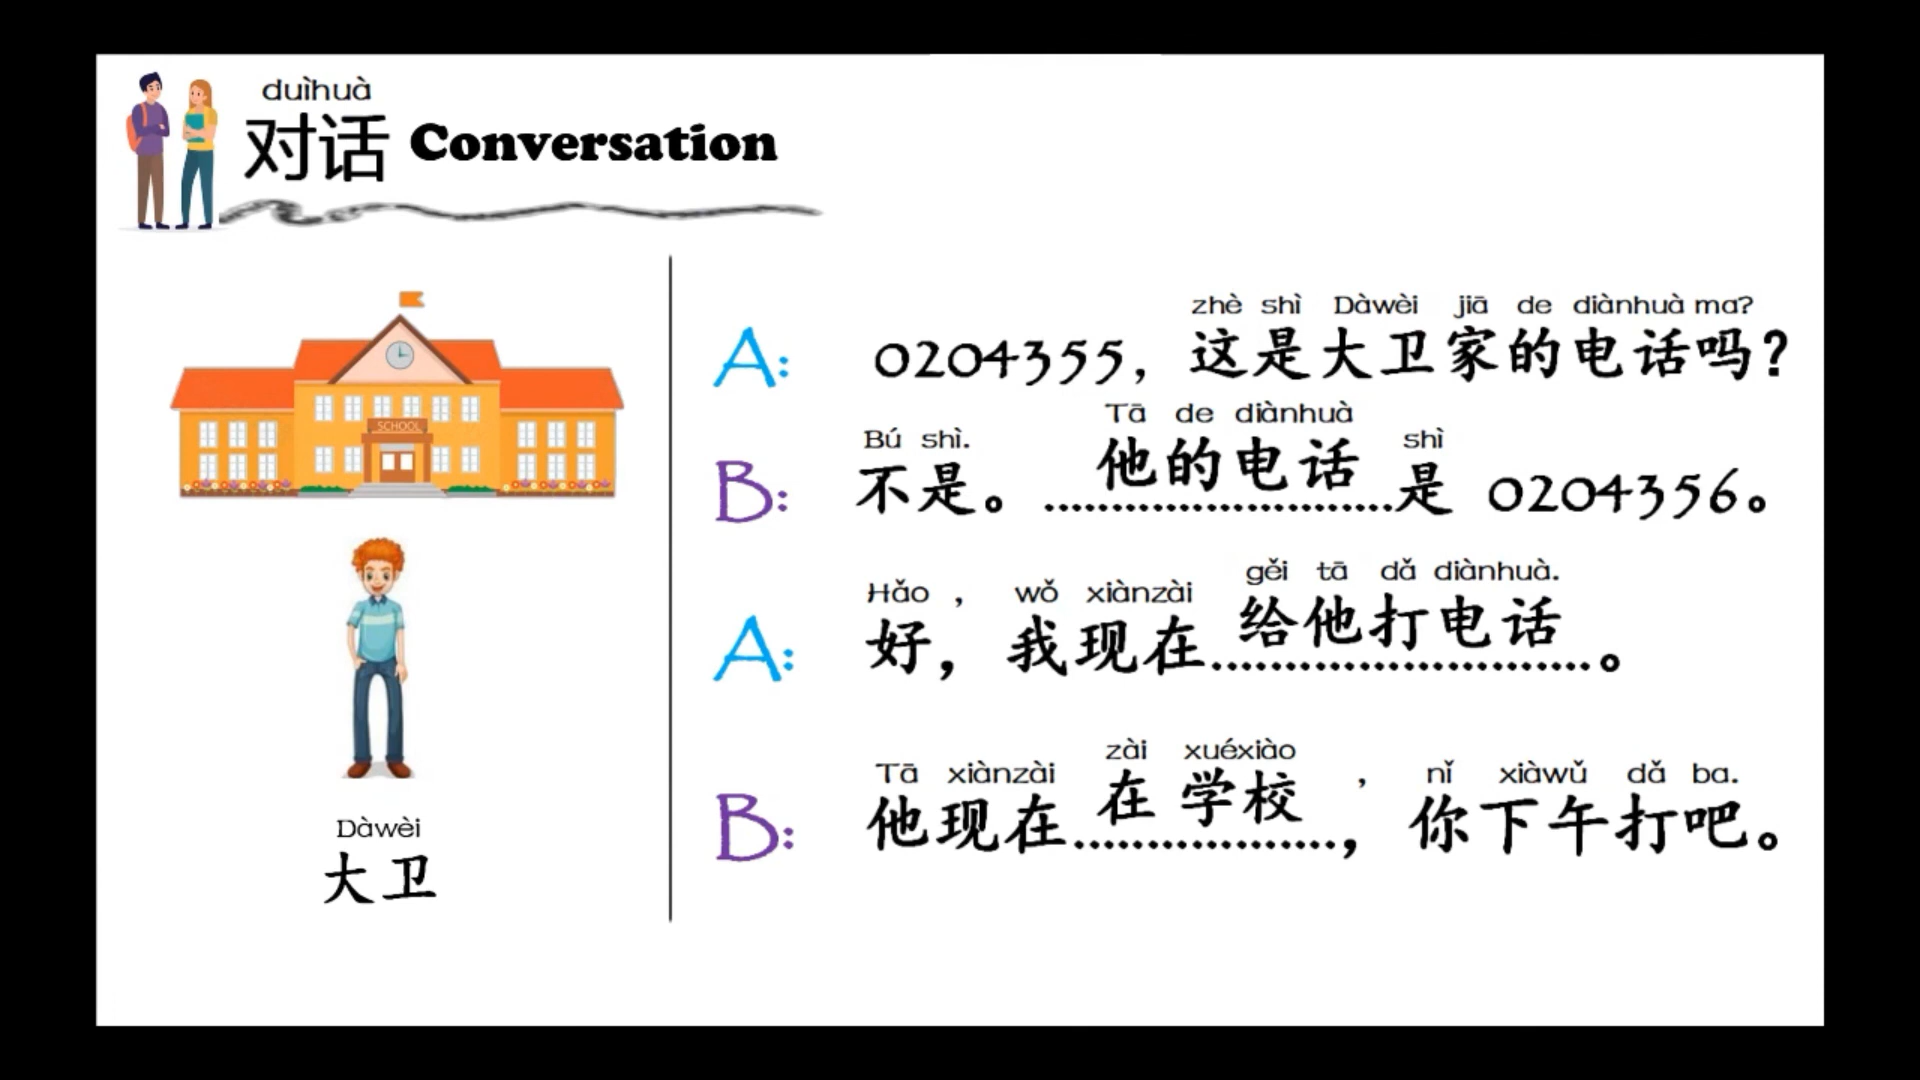 duìhuà
对话 Conversation
SCHOOL
Dàwèi
大卫
zhè shì Dàwèi jiā de diànhuà ma?
A: 0204355, 这是大卫家的电话吗?
Bú shì. Tā de diànhuà shì
B: 不是。他的电话是 0204356。
Hǎo , wǒ xiànzài gěi tā dǎ diànhuà.
A: 好，我现在给他打电话。
Tā xiànzài zài xuéxiào , nǐ xiàwǔ dǎ ba.
B: 他现在在学校，你下午打吧。